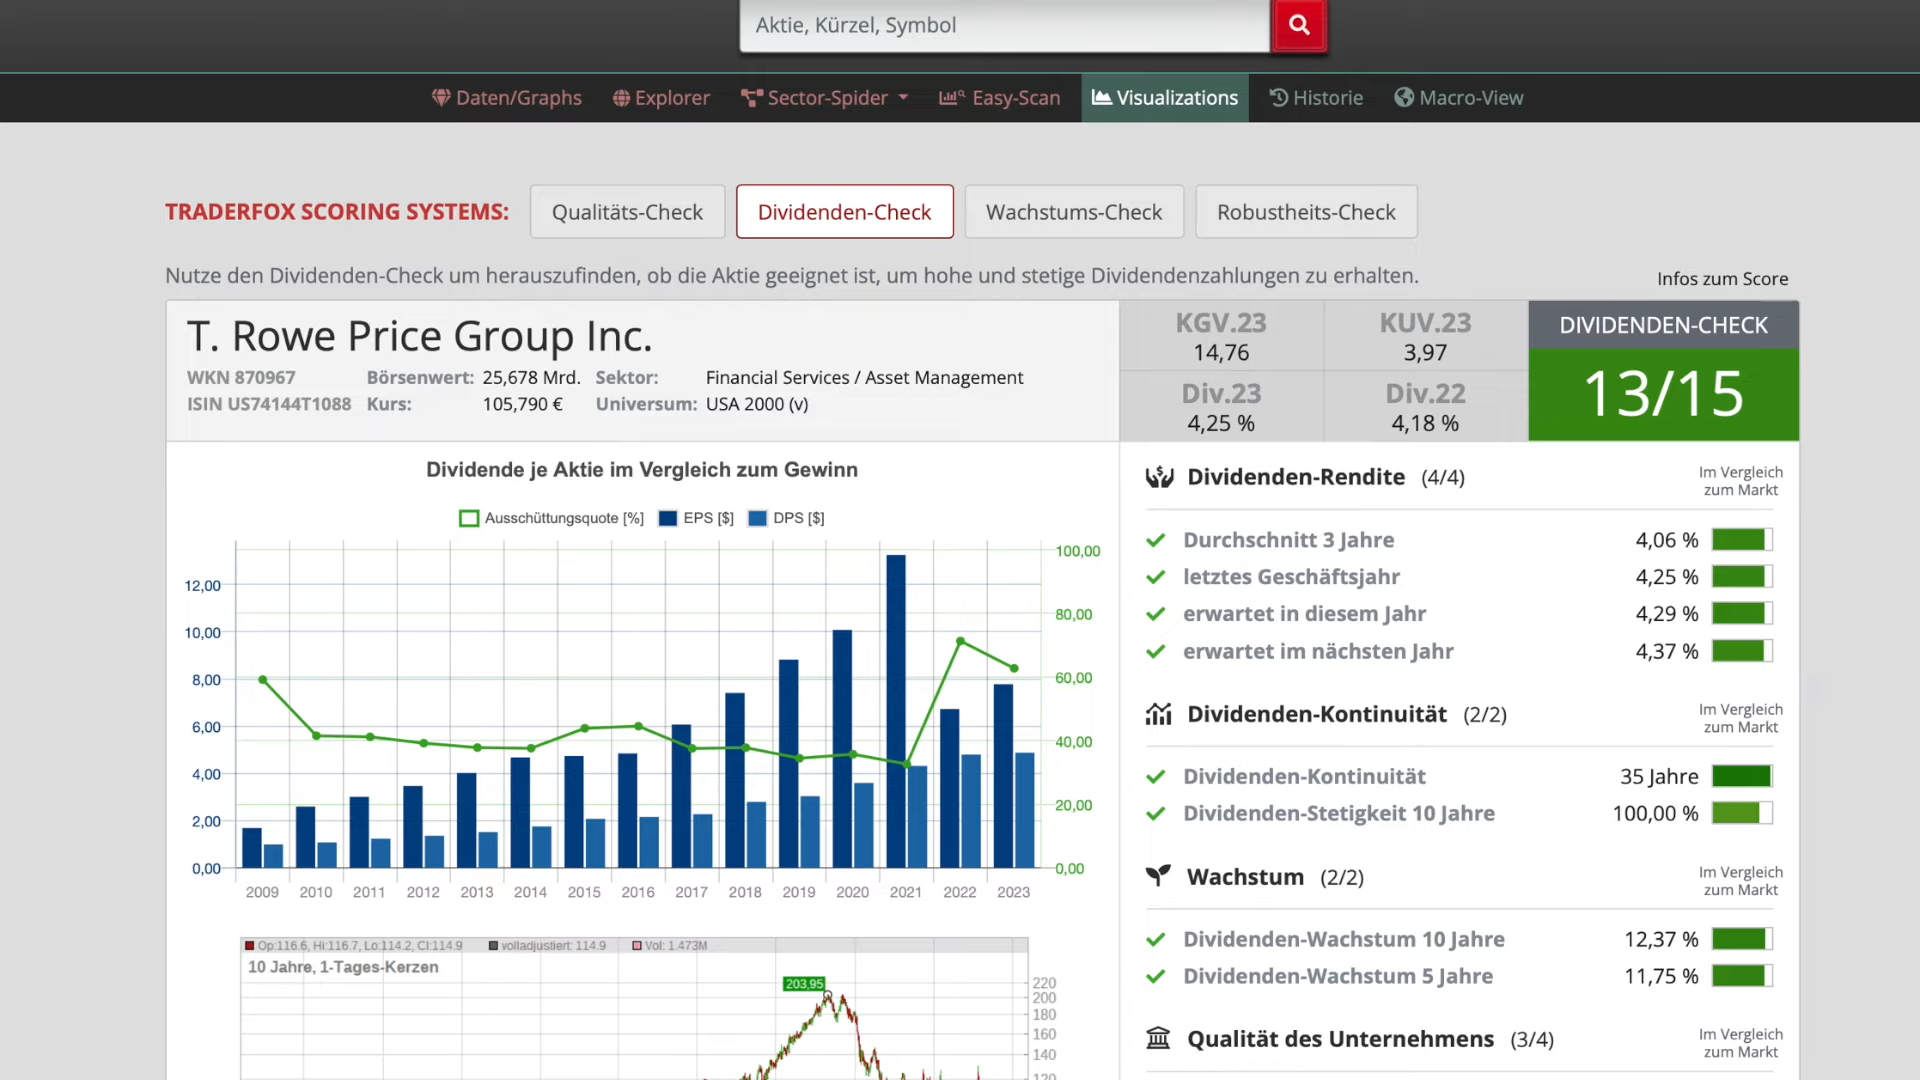 Aktie, Kürzel, Symbol
Daten/Graphs Explorer Sector-Spider Easy-Scan Visualizations Historie Macro-View
TRADERFOX SCORING SYSTEMS: Qualitäts-Check Dividenden-Check Wachstums-Check Robustheits-Check
Nutze den Dividenden-Check um herauszufinden, ob die Aktie geeignet ist, um hohe und stetige Dividendenzahlungen zu erhalten.
Infos zum Score
T. Rowe Price Group Inc.
WKN 870967 Börsenwert: 25,678 Mrd. Sektor: Financial Services / Asset Management
ISIN US74144T1088 Kurs: 105,790 € Universum: USA 2000 (v)
KGV.23 KUV.23
14,76 3,97
Div.23 Div.22
4,25 % 4,18 %
DIVIDENDEN-CHECK
13/15
Dividende je Aktie im Vergleich zum Gewinn
Ausschüttungsquote [%] EPS [$] DPS [$]
100,00
12,00
80,00
10,00
8,00
60,00
6,00
40,00
4,00
20,00
2,00
0,00 0,00
2009 2010 2011 2012 2013 2014 2015 2016 2017 2018 2019 2020 2021 2022 2023
Op:116.6, Hi:116.7, Lo:114.2, Cl:114.9 volladjustiert: 114.9 Vol: 1.473M
10 Jahre, 1-Tages-Kerzen
203,95
220
200
180
160
140
120
Dividenden-Rendite (4/4) Im Vergleich
zum Markt
Durchschnitt 3 Jahre 4,06 %
letztes Geschäftsjahr 4,25 %
erwartet in diesem Jahr 4,29 %
erwartet im nächsten Jahr 4,37 %
Dividenden-Kontinuität (2/2) Im Vergleich
zum Markt
Dividenden-Kontinuität 35 Jahre
Dividenden-Stetigkeit 10 Jahre 100,00 %
Wachstum (2/2) Im Vergleich
zum Markt
Dividenden-Wachstum 10 Jahre 12,37 %
Dividenden-Wachstum 5 Jahre 11,75 %
Qualität des Unternehmens (3/4) Im Vergleich
zum Markt